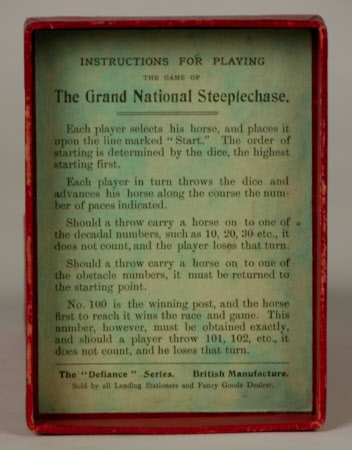 INSTRUCTIONS FOR PLAYING
THE GAME OF
The Grand National Steeplechase.
Each player selects his horse, and places it
upon the line marked "Start." The order of
starting is determined by the dice, the highest
starting first.
Each player in turn throws the dice and
advances his horse along the course the num-
ber of paces indicated.
Should a throw carry a horse on to one of
the decadal numbers, such as 10, 20, 30 etc., it
does not count, and the player loses that turn.
Should a throw carry a horse on to one of
the obstacle numbers, it must be returned to
the starting point.
No. 100 is the winning post, and the horse
first to reach it wins the race and game. This
number, however, must be obtained exactly,
and should a player throw 101, 102, etc., it
does not count, and he loses that turn.
The "Defiance" Series. British Manufacture.
Sold by all Leading Stationers and Fancy Goods Dealers.